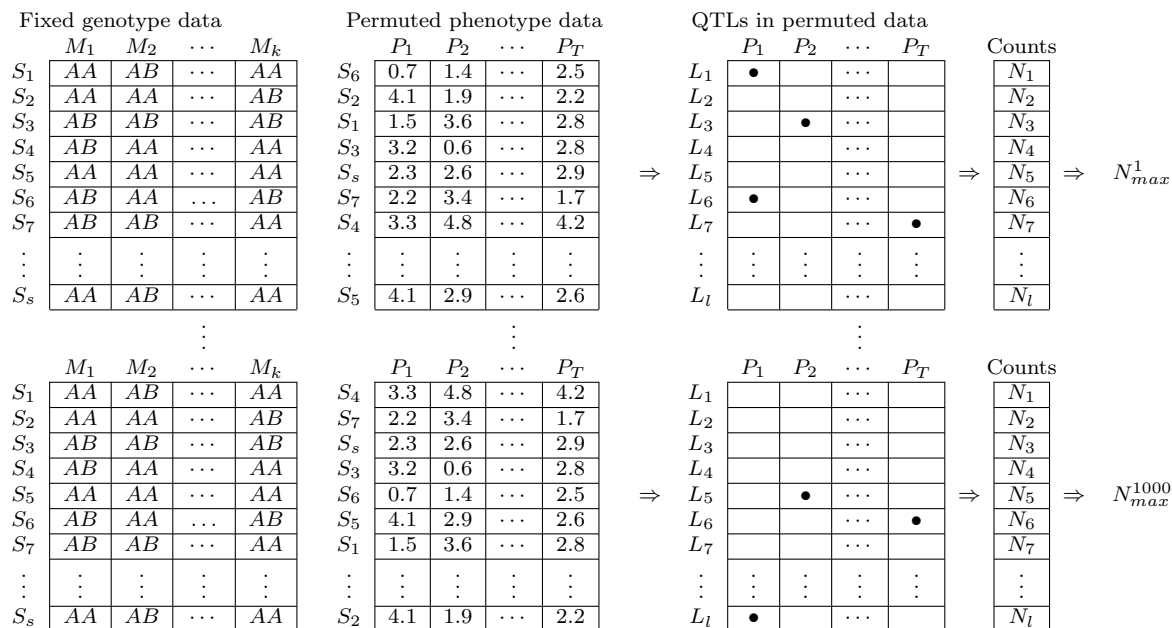 Fixed genotype data Permuted phenotype data QTLs in permuted data
M1 M2 ··· Mk P1 P2 ··· PT P1 P2 ··· PT Counts
S1 AA AB ··· AA S6 0.7 1.4 ··· 2.5 L1 • ··· N1
S2 AA AA ··· AB S2 4.1 1.9 ··· 2.2 L2 ··· N2
S3 AB AB ··· AB S1 1.5 3.6 ··· 2.8 L3 • ··· N3
S4 AB AA ··· AA S3 3.2 0.6 ··· 2.8 L4 ··· N4
S5 AA AA ··· AA Ss 2.3 2.6 ··· 2.9 ⇒ L5 ··· ⇒ N5 ⇒ N^1_max
S6 AB AA ... AB S7 2.2 3.4 ··· 1.7 L6 • ··· N6
S7 AB AB ··· AA S4 3.3 4.8 ··· 4.2 L7 ··· • N7
⋮ ⋮ ⋮ ··· ⋮ ⋮ ⋮ ⋮ ··· ⋮ ⋮ ⋮ ⋮ ··· ⋮ ⋮
Ss AA AB ··· AA S5 4.1 2.9 ··· 2.6 Ll ··· Nl
⋮ ⋮ ⋮
M1 M2 ··· Mk P1 P2 ··· PT P1 P2 ··· PT Counts
S1 AA AB ··· AA S4 3.3 4.8 ··· 4.2 L1 ··· N1
S2 AA AA ··· AB S7 2.2 3.4 ··· 1.7 L2 ··· N2
S3 AB AB ··· AB Ss 2.3 2.6 ··· 2.9 L3 ··· N3
S4 AB AA ··· AA S3 3.2 0.6 ··· 2.8 L4 ··· N4
S5 AA AA ··· AA S6 0.7 1.4 ··· 2.5 ⇒ L5 • ··· ⇒ N5 ⇒ N^1000_max
S6 AB AA ... AB S5 4.1 2.9 ··· 2.6 L6 ··· • N6
S7 AB AB ··· AA S1 1.5 3.6 ··· 2.8 L7 ··· N7
⋮ ⋮ ⋮ ··· ⋮ ⋮ ⋮ ⋮ ··· ⋮ ⋮ ⋮ ⋮ ··· ⋮ ⋮
Ss AA AB ··· AA S2 4.1 1.9 ··· 2.2 Ll • ··· Nl